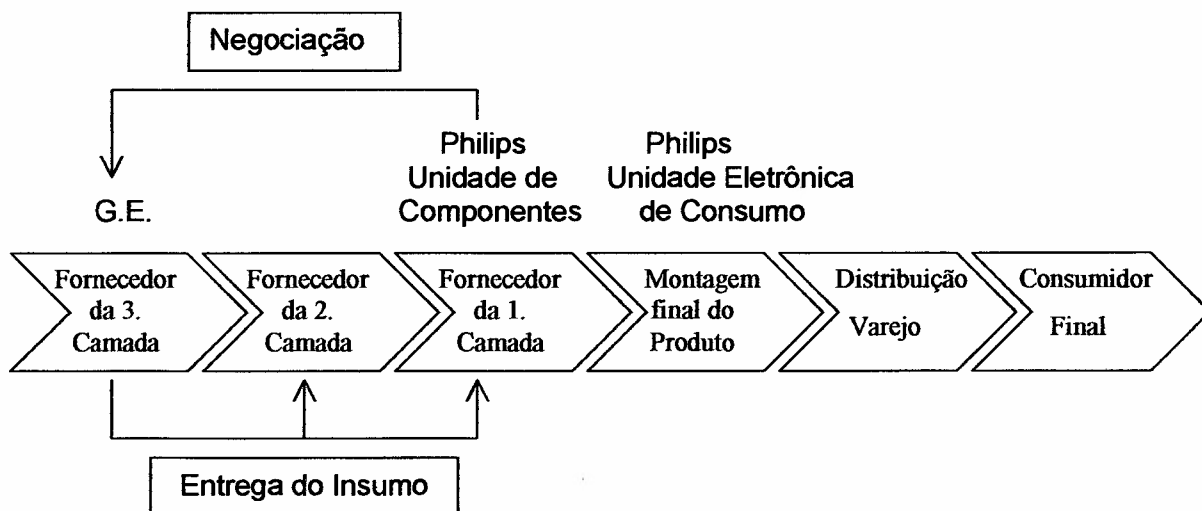 Negociação
Philips
Unidade de
Componentes
Philips
Unidade Eletrônica
de Consumo
G.E.
Fornecedor
da 3.
Camada
Fornecedor
da 2.
Camada
Fornecedor
da 1.
Camada
Montagem
final do
Produto
Distribuição
Varejo
Consumidor
Final
Entrega do Insumo